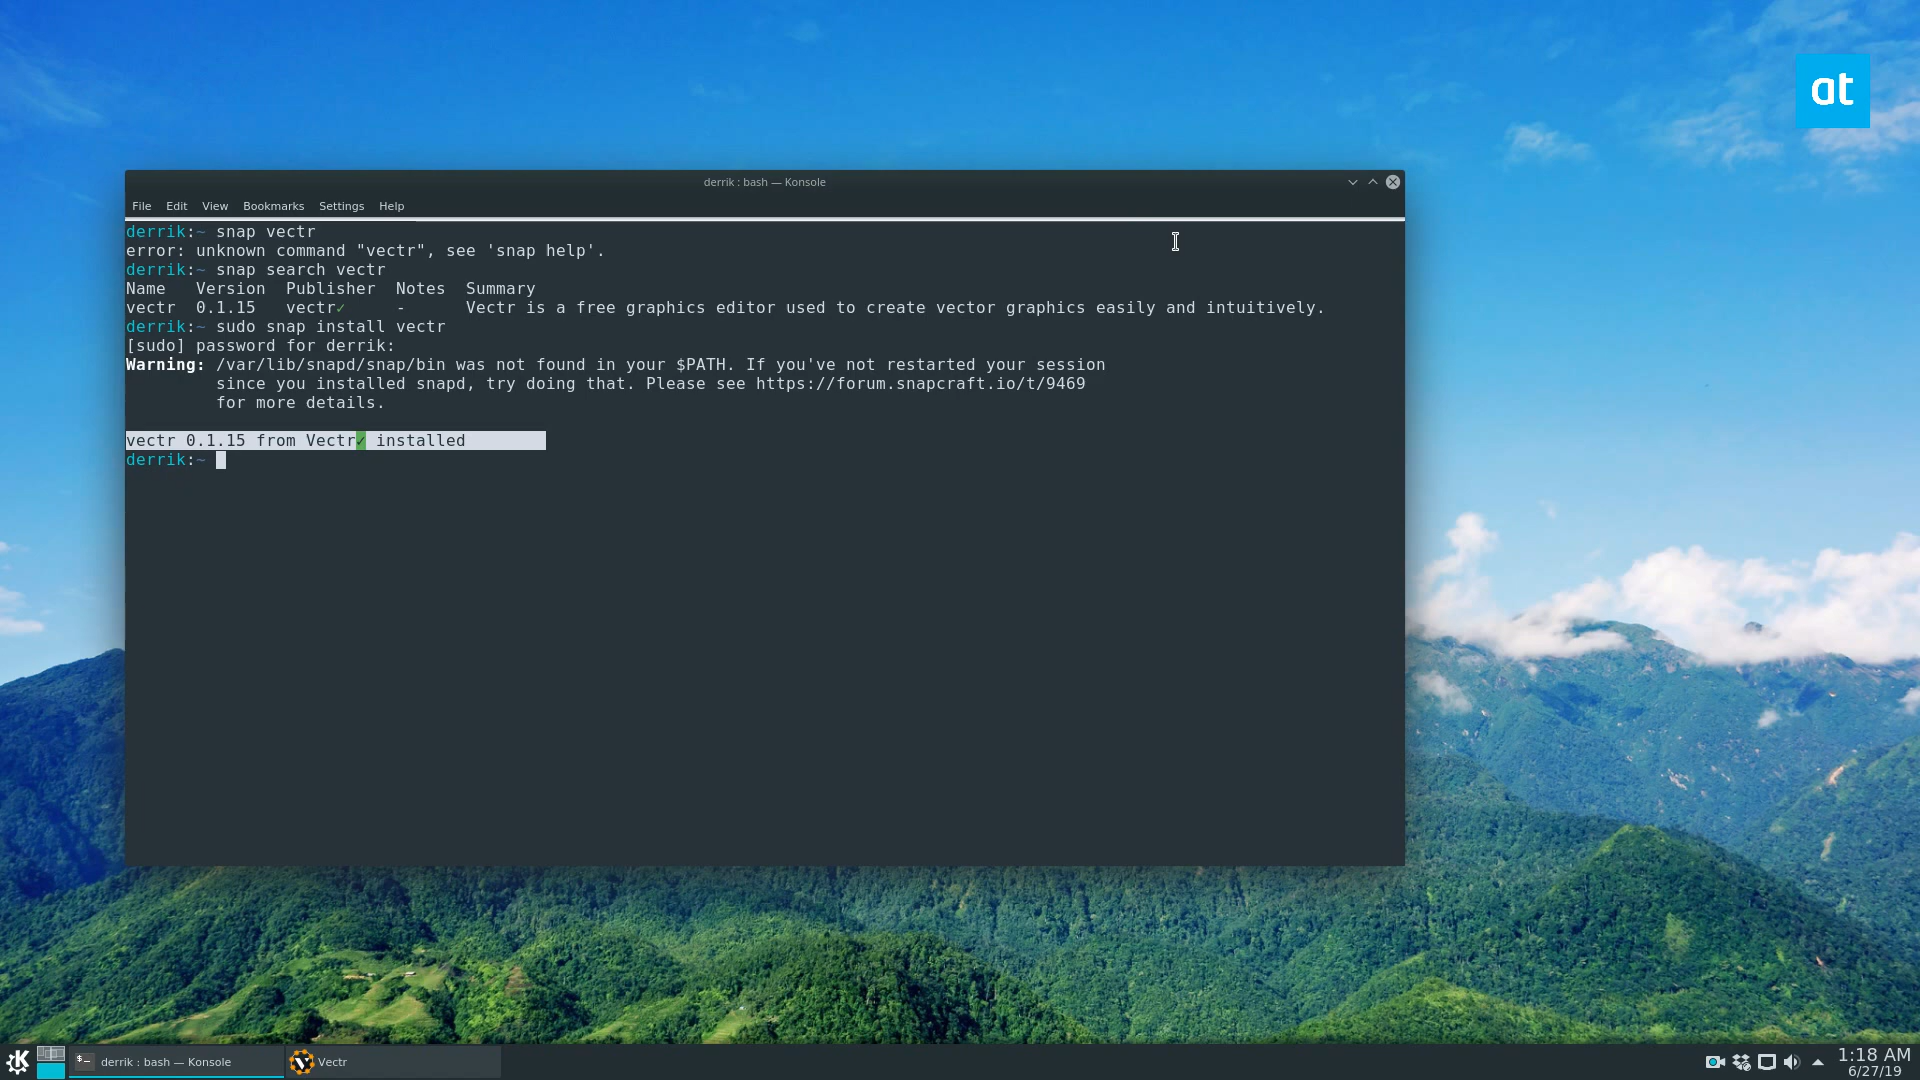 at
derrik : bash — Konsole
File Edit View Bookmarks Settings Help
derrik:~ snap vectr
error: unknown command "vectr", see 'snap help'.
derrik:~ snap search vectr
Name Version Publisher Notes Summary
vectr 0.1.15 vectr✓ - Vectr is a free graphics editor used to create vector graphics easily and intuitively.
derrik:~ sudo snap install vectr
[sudo] password for derrik:
Warning: /var/lib/snapd/snap/bin was not found in your $PATH. If you've not restarted your session
since you installed snapd, try doing that. Please see https://forum.snapcraft.io/t/9469
for more details.
vectr 0.1.15 from Vectr✓ installed
derrik:~
derrik : bash — Konsole
Vectr
1:18 AM
6/27/19